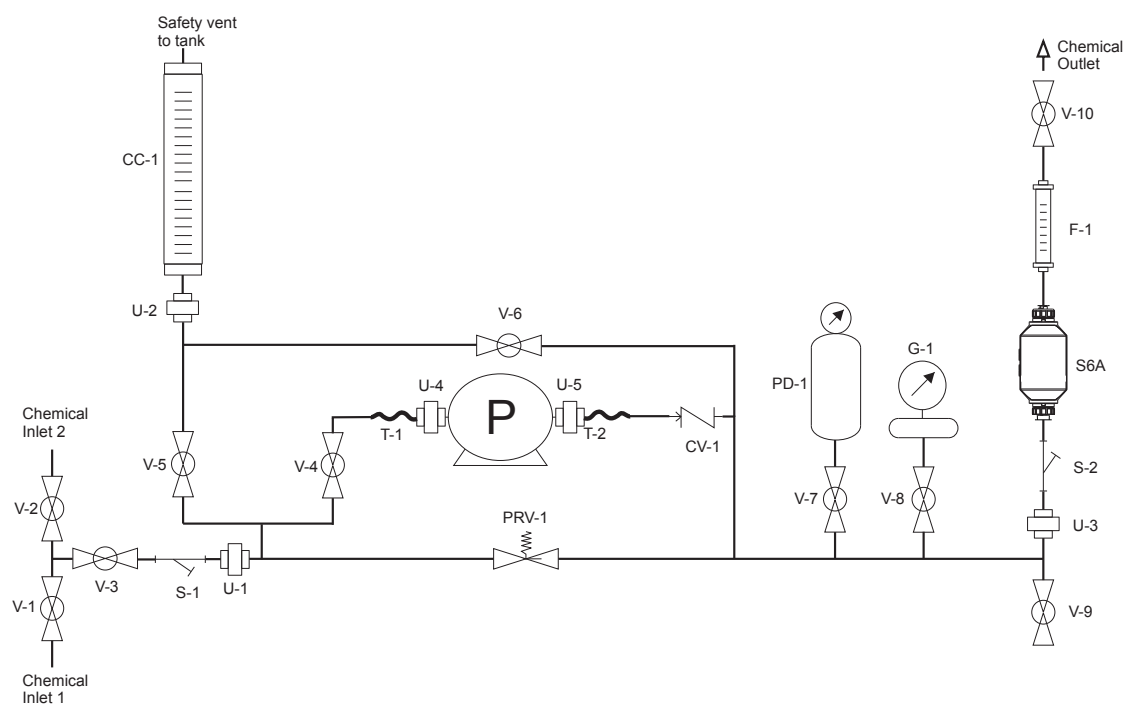 Safety vent
to tank
Chemical
Outlet
V-10
CC-1
F-1
U-2
V-6
G-1
S6A
PD-1
U-4
U-5
P
Chemical
Inlet 2
T-1
T-2
CV-1
V-5
V-4
S-2
V-7
V-8
V-2
PRV-1
U-3
V-3
S-1
U-1
V-1
V-9
Chemical
Inlet 1